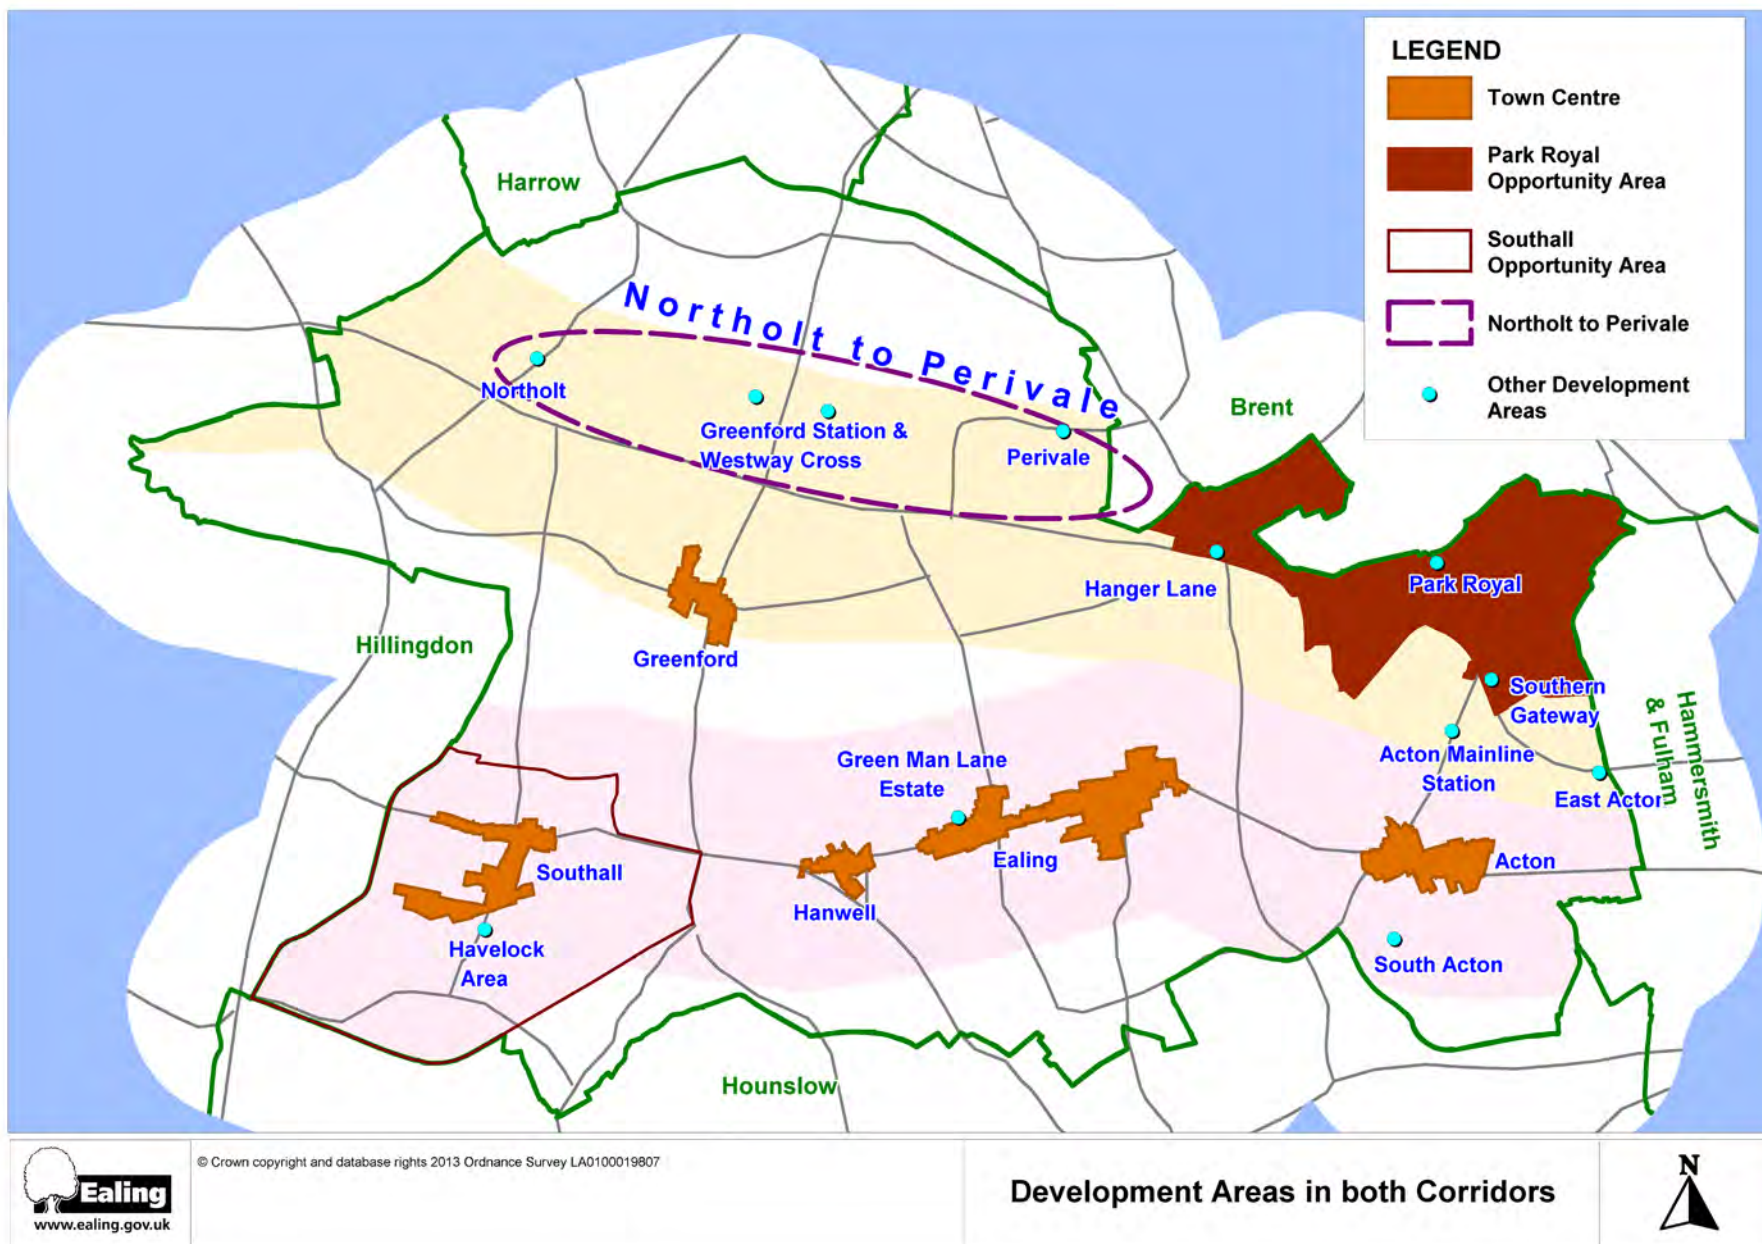 LEGEND
Town Centre
Park Royal
Opportunity Area
Southall
Opportunity Area
Northolt to Perivale
Other Development
Areas
Harrow
Northolt to Perivale
Northolt
Greenford Station &
Westway Cross
Perivale
Brent
Hanger Lane
Park Royal
Hillingdon
Greenford
Southern
Gateway
Hammersmith
& Fulham
Green Man Lane
Estate
Acton Mainline
Station
East Acton
Southall
Ealing
Acton
Hanwell
Havelock
Area
South Acton
Hounslow
Ealing
www.ealing.gov.uk
© Crown copyright and database rights 2013 Ordnance Survey LA0100019807
Development Areas in both Corridors
N